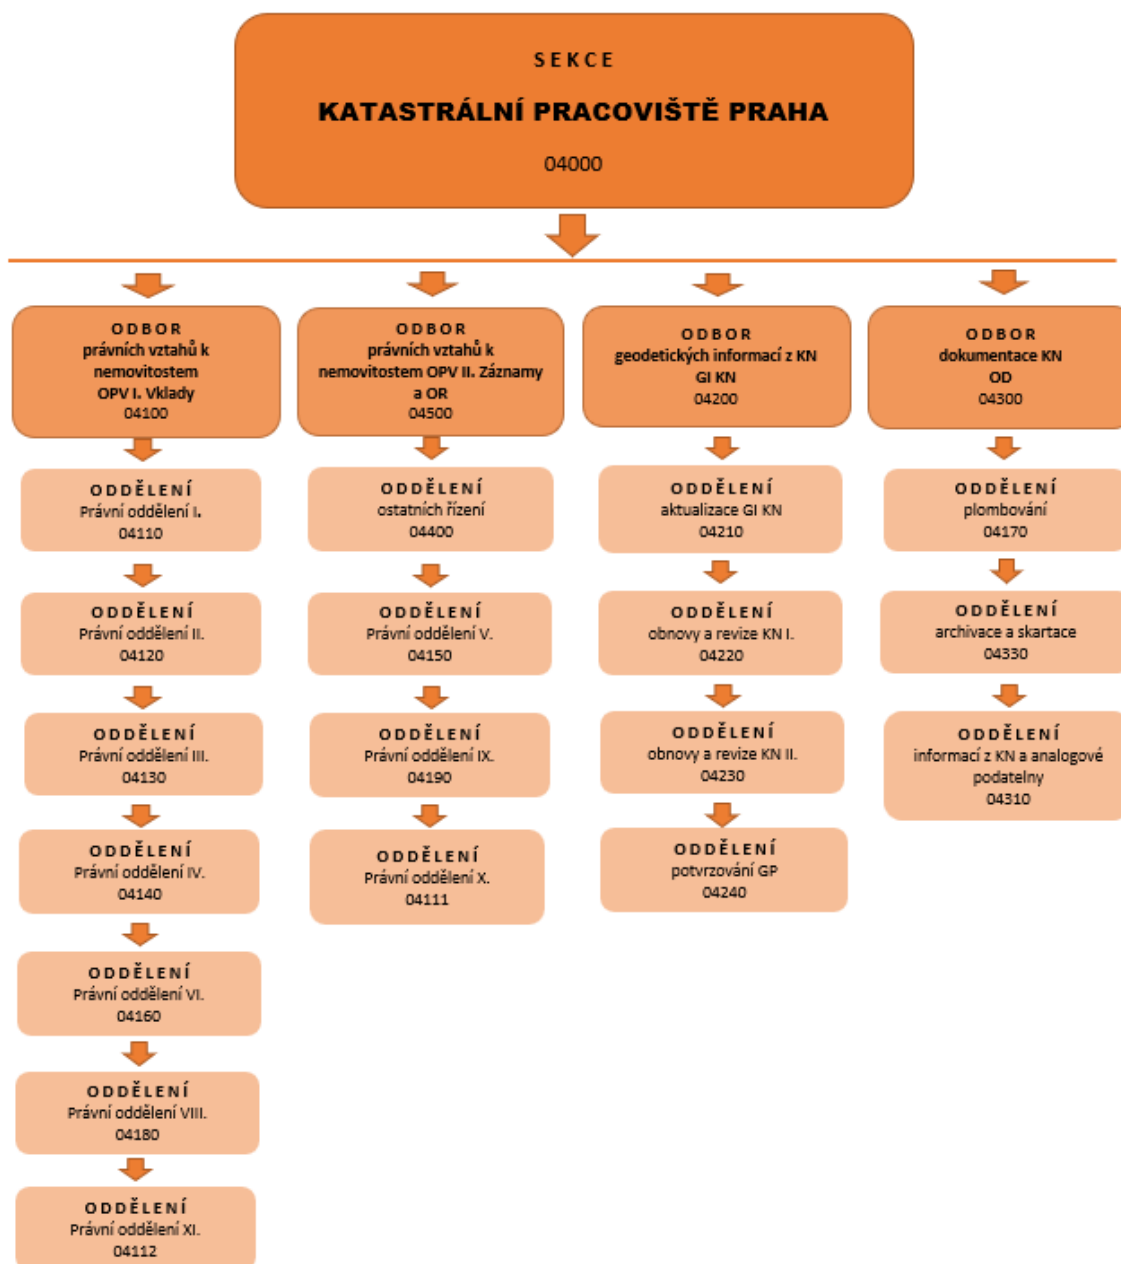 SEKCE
KATASTRÁLNÍ PRACOVIŠTĚ PRAHA
04000
ODBOR
právních vztahů k
nemovitostem
OPV I. Vklady
04100
ODDĚLENÍ
Právní oddělení I.
04110
ODDĚLENÍ
Právní oddělení II.
04120
ODDĚLENÍ
Právní oddělení III.
04130
ODDĚLENÍ
Právní oddělení IV.
04140
ODDĚLENÍ
Právní oddělení VI.
04160
ODDĚLENÍ
Právní oddělení VIII.
04180
ODDĚLENÍ
Právní oddělení XI.
04112
ODBOR
právních vztahů k
nemovitostem OPV II. Záznamy
a OR
04500
ODDĚLENÍ
ostatních řízení
04400
ODDĚLENÍ
Právní oddělení V.
04150
ODDĚLENÍ
Právní oddělení IX.
04190
ODDĚLENÍ
Právní oddělení X.
04111
ODBOR
geodetických informací z KN
GI KN
04200
ODDĚLENÍ
aktualizace GI KN
04210
ODDĚLENÍ
obnovy a revize KN I.
04220
ODDĚLENÍ
obnovy a revize KN II.
04230
ODDĚLENÍ
potvrzování GP
04240
ODBOR
dokumentace KN
OD
04300
ODDĚLENÍ
plombování
04170
ODDĚLENÍ
archivace a skartace
04330
ODDĚLENÍ
informací z KN a analogové
podatelny
04310